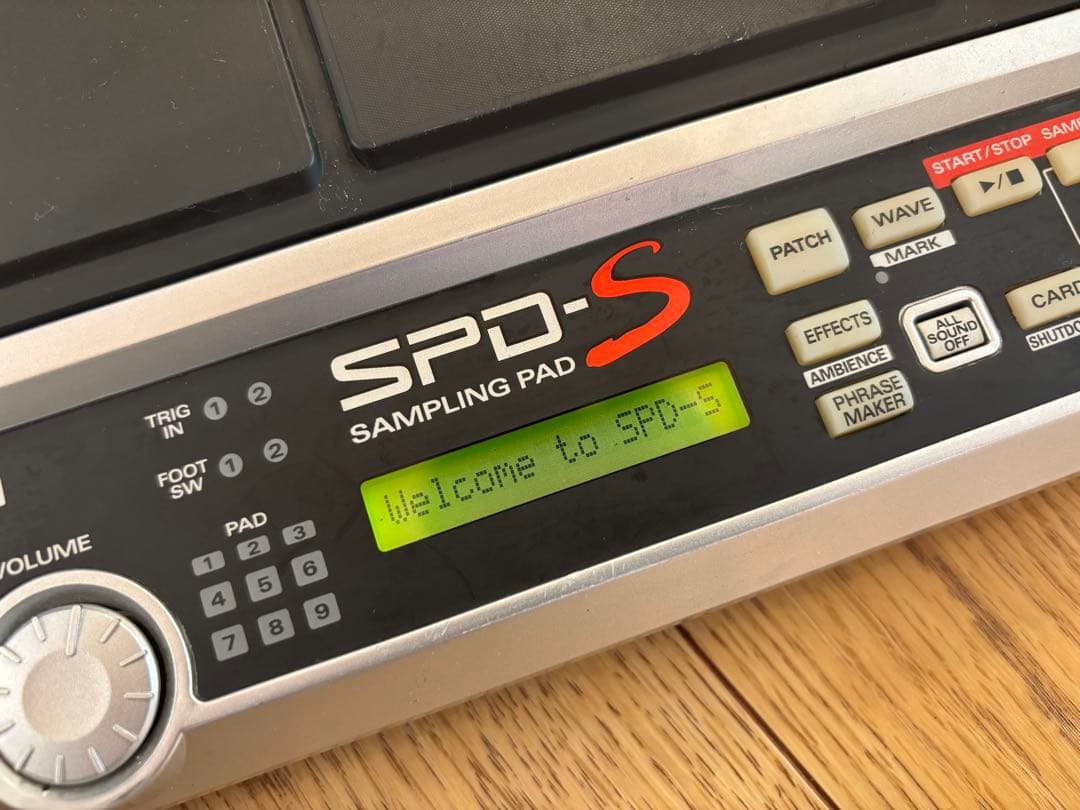 SPD-S
SAMPLING PAD
Welcome to SPD-S
TRIG IN 1 2
FOOT SW 1 2
PAD
1 2 3
4 5 6
7 8 9
VOLUME
PATCH
WAVE
MARK
START/STOP
▶/■
EFFECTS
AMBIENCE
PHRASE
MAKER
ALL
SOUND
OFF
CARD